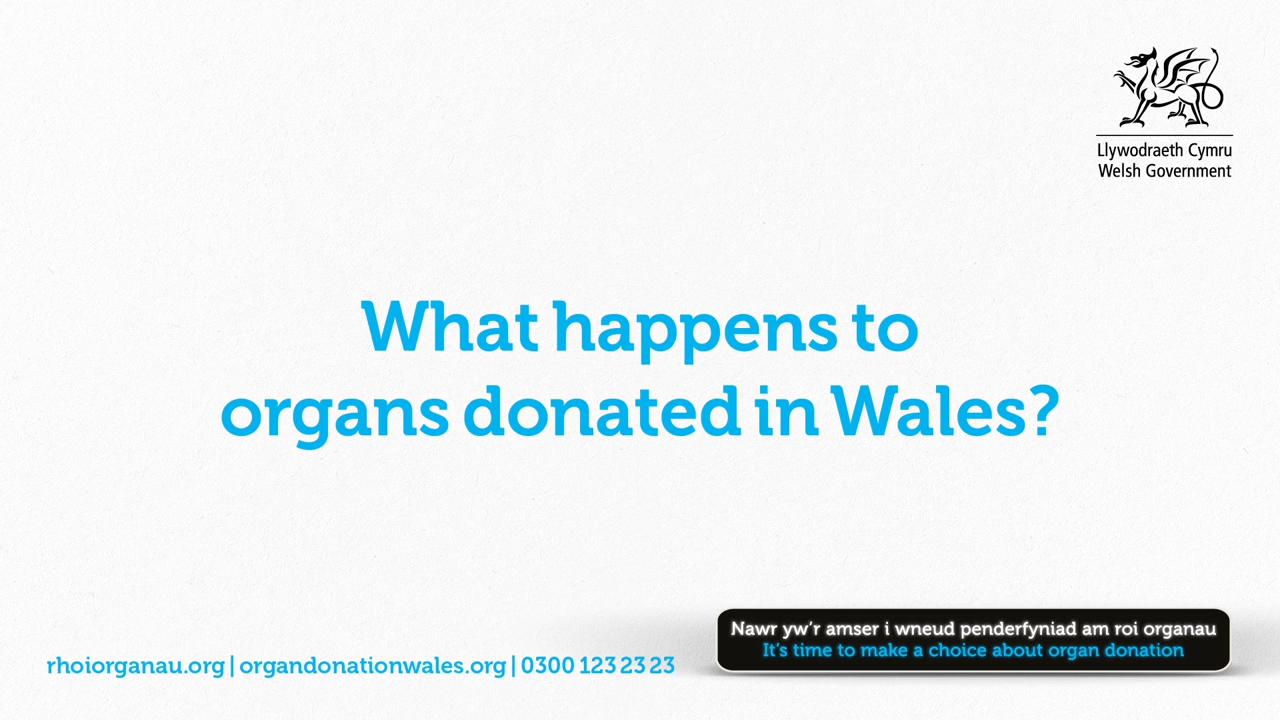 Llywodraeth Cymru
Welsh Government
What happens to
organs donated in Wales?
Nawr yw'r amser i wneud penderfyniad am roi organau
It's time to make a choice about organ donation
rhoiorganau.org | organdonationwales.org | 0300 123 23 23